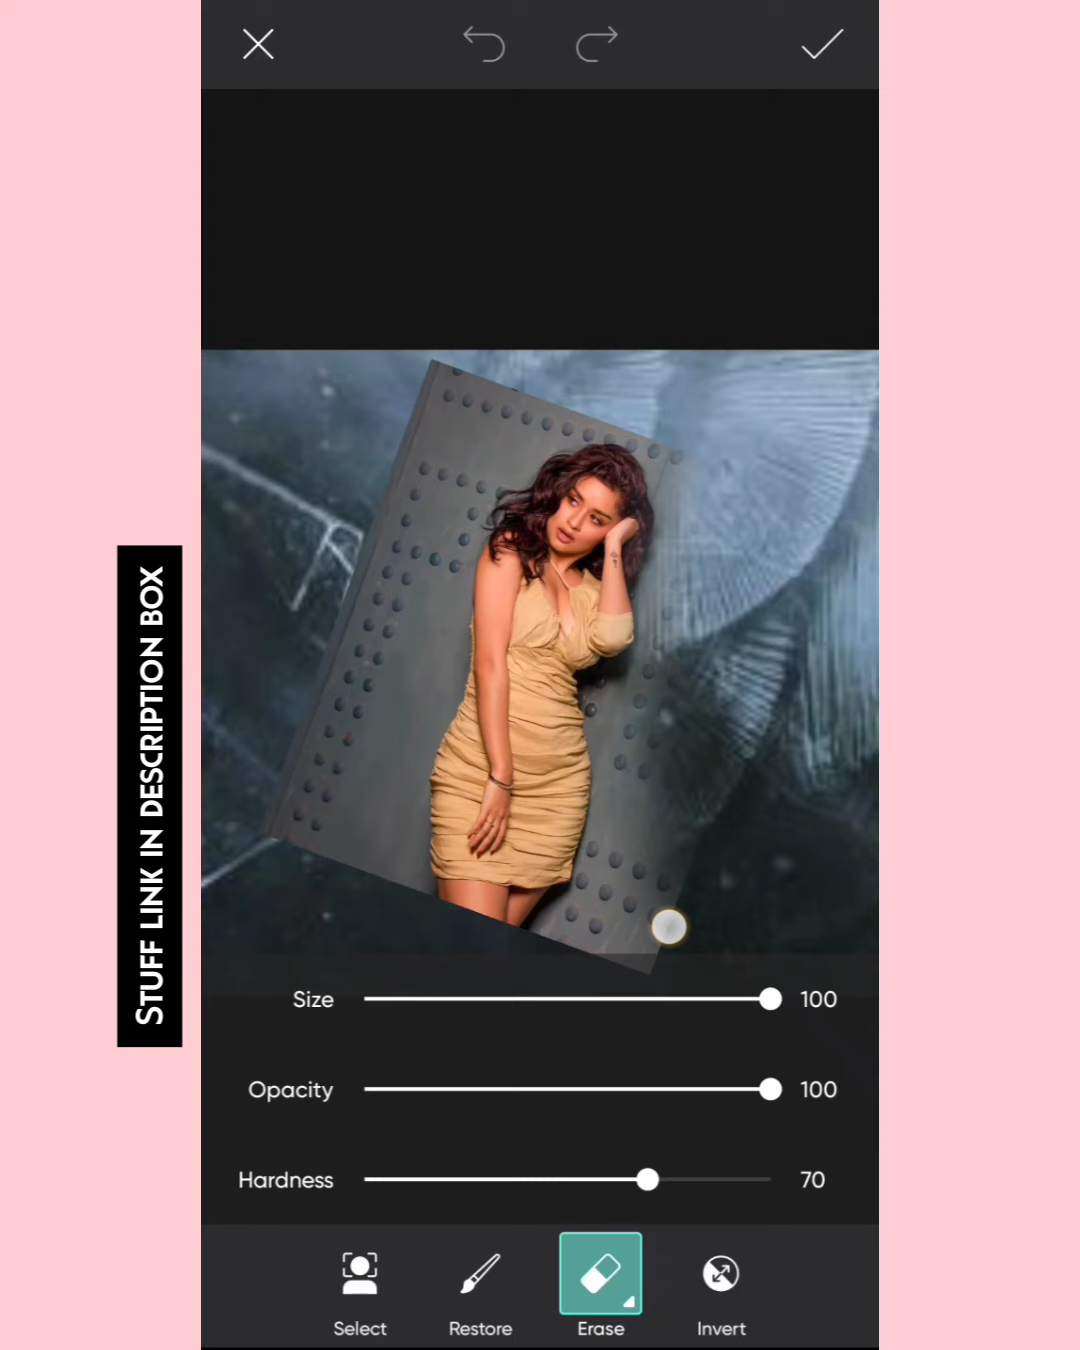 STUFF LINK IN DESCRIPTION BOX
Size 100
Opacity 100
Hardness 70
Select Restore Erase Invert